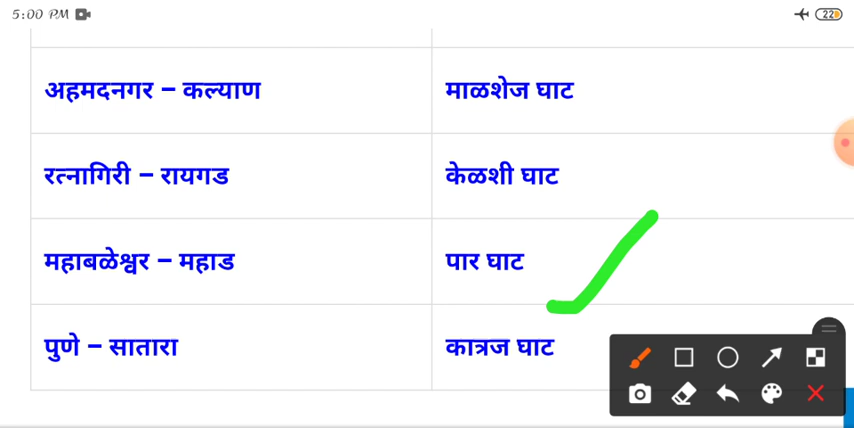 5:00 PM 22
अहमदनगर – कल्याण माळशेज घाट
रत्नागिरी – रायगड केळशी घाट
महाबळेश्वर – महाड पार घाट
पुणे – सातारा कात्रज घाट